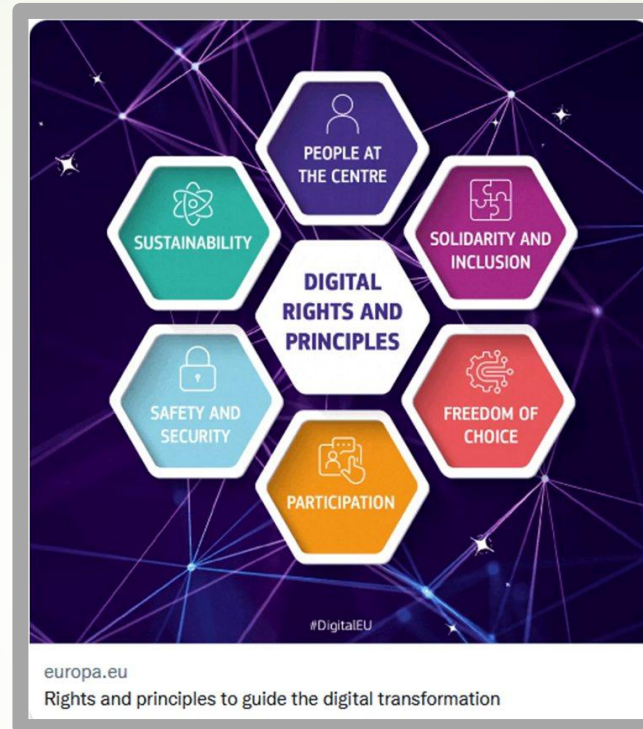 PEOPLE AT
THE CENTRE
SUSTAINABILITY
SOLIDARITY AND
INCLUSION
DIGITAL
RIGHTS AND
PRINCIPLES
SAFETY AND
SECURITY
FREEDOM OF
CHOICE
PARTICIPATION
#DigitalEU
europa.eu
Rights and principles to guide the digital transformation